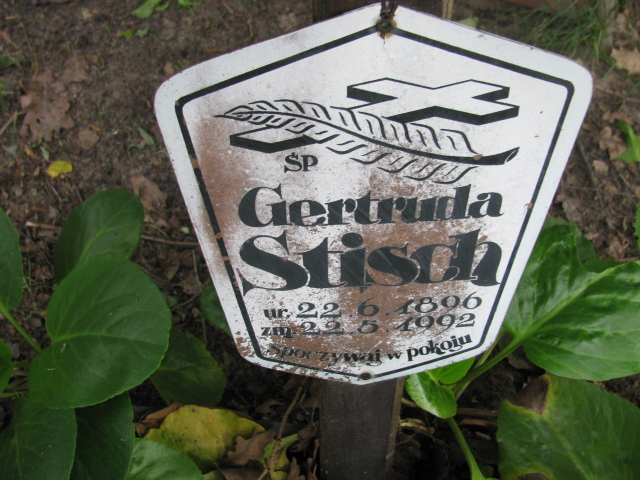 ŚP
Gertruda
Stisch
ur. 22 6. 1896
zm. 22.5. 1992
spoczywaj w pokoju